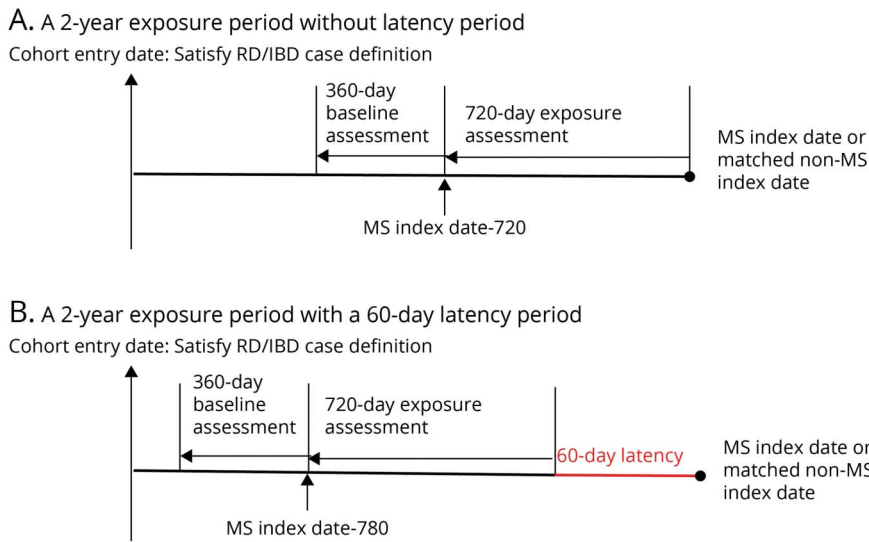 A. A 2-year exposure period without latency period
Cohort entry date: Satisfy RD/IBD case definition
360-day
baseline
assessment
720-day exposure
assessment
MS index date or
matched non-MS
index date
MS index date-720
B. A 2-year exposure period with a 60-day latency period
Cohort entry date: Satisfy RD/IBD case definition
360-day
baseline
assessment
720-day exposure
assessment
60-day latency
MS index date or
matched non-MS
index date
MS index date-780